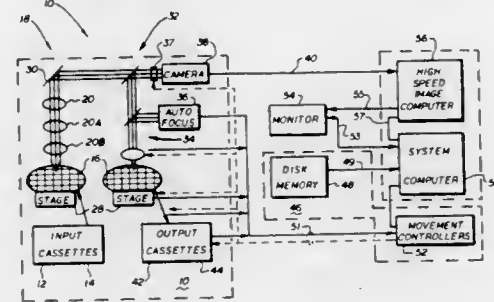 10
18
32
37
38
56
30
CAMERA
40
HIGH
SPEED
IMAGE
COMPUTER
20
36
54
55
AUTO
FOCUS
57
20A
MONITOR
53
34
20B
SYSTEM
COMPUTER
16
DISK
MEMORY
49
48
STAGE
STAGE
28
46
INPUT
CASSETTES
OUTPUT
CASSETTES
51
MOVEMENT
CONTROLLERS
52
12
14
42
44
10